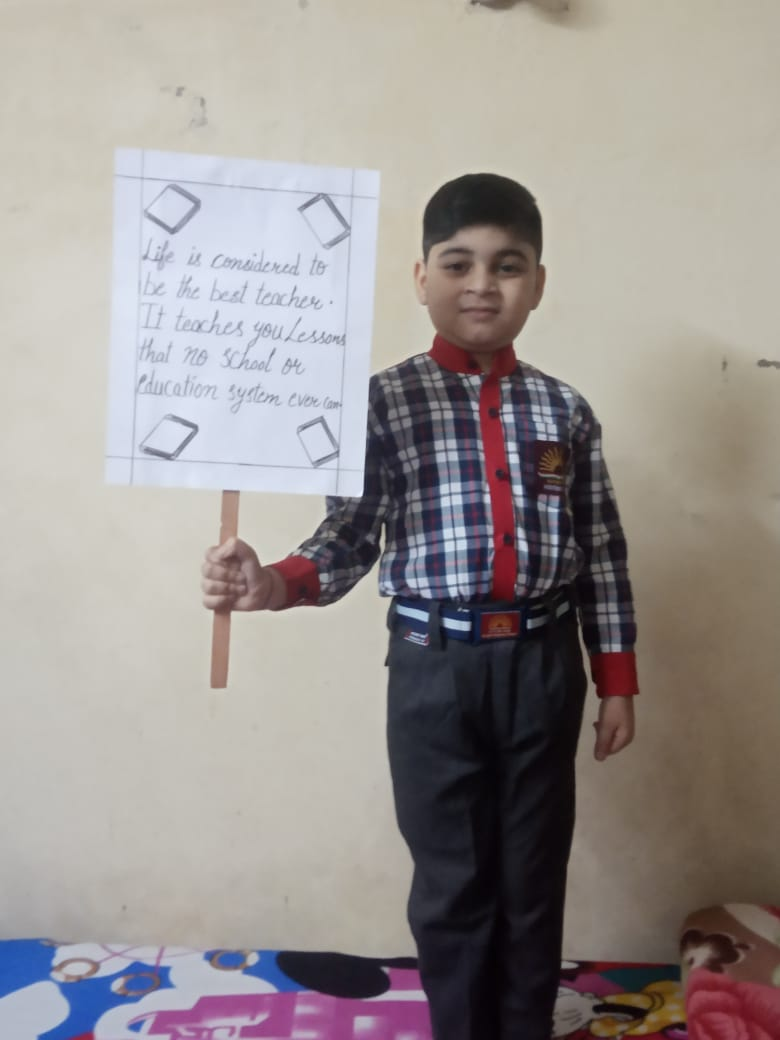 Life is considered to
be the best teacher.
It teaches you Lessons
that no school or
education system ever can.